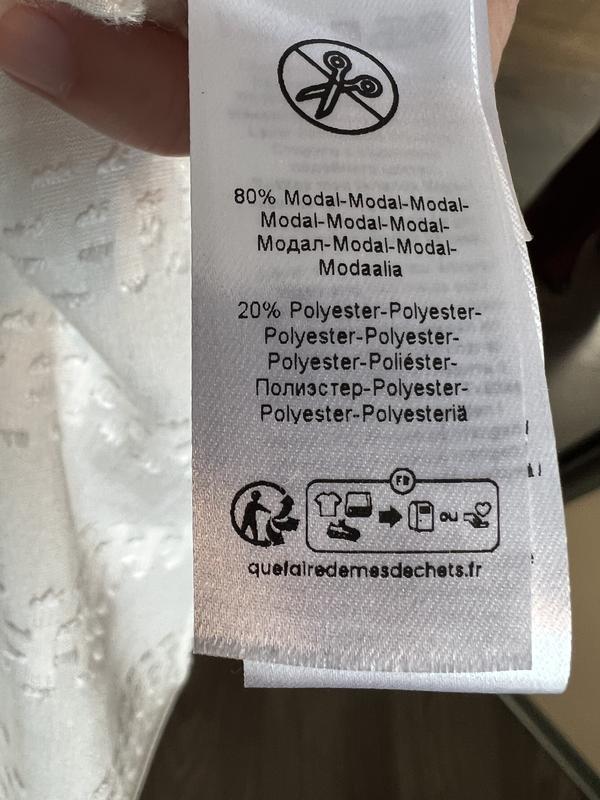 80% Modal-Modal-Modal-
Modal-Modal-Modal-
Модал-Modal-Modal-
Modaalia
20% Polyester-Polyester-
Polyester-Polyester-
Polyester-Poliéster-
Полиэстер-Polyester-
Polyester-Polyesteriä
FR
OU
quefairedemesdechets.fr